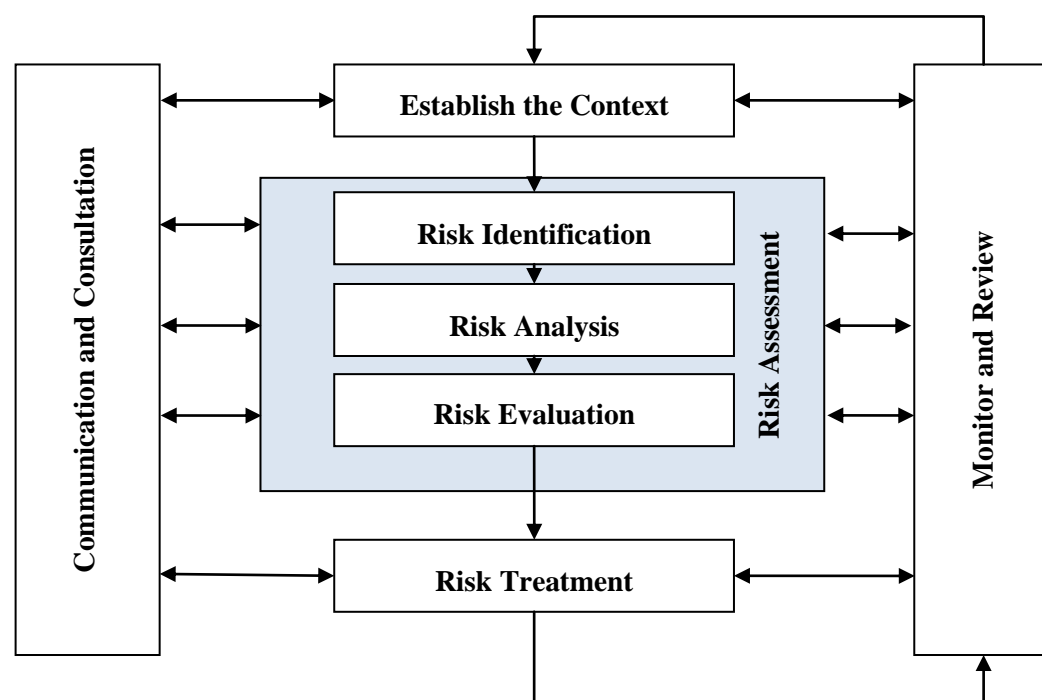 Establish the Context
Communication and Consultation
Risk Identification
Risk Analysis
Risk Evaluation
Risk Assessment
Monitor and Review
Risk Treatment